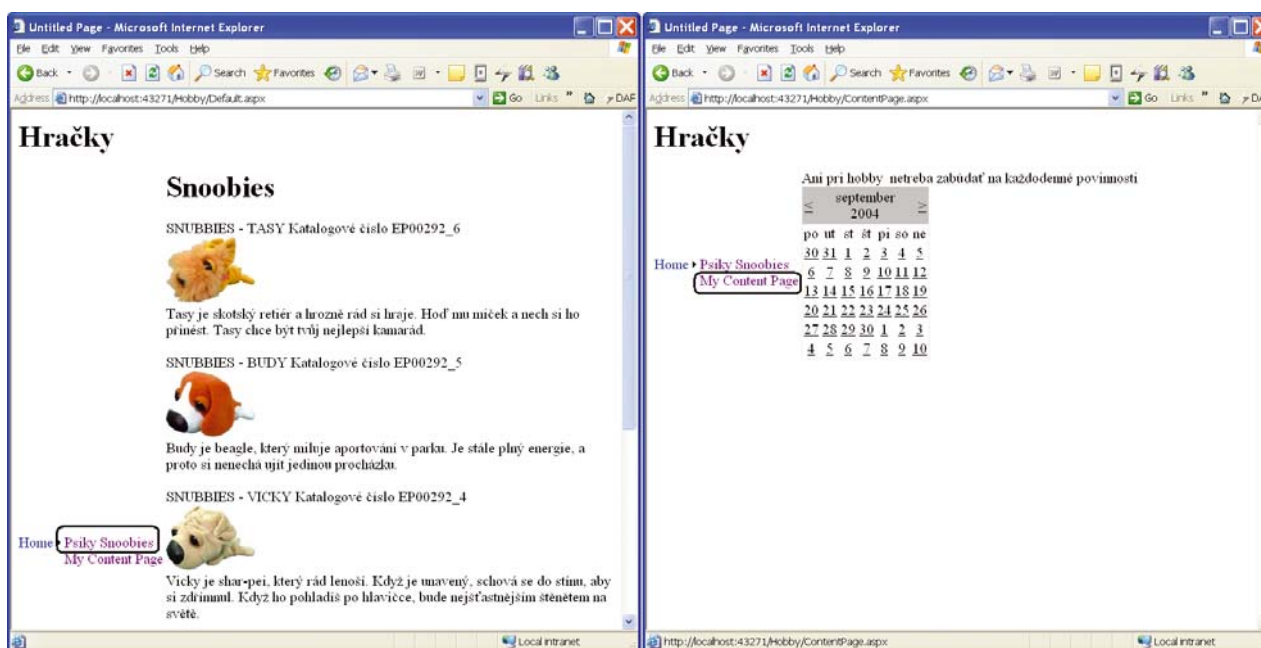 Untitled Page - Microsoft Internet Explorer
File Edit View Favorites Tools Help
Back Search Favorites
Address http://localhost:43271/Hobby/Default.aspx Go Links
Hračky
Snoobies
SNUBBIES - TASY Katalogové číslo EP00292_6
Tasy je skotský retiér a hrozně rád si hraje. Hoď mu míček a nech si ho
přinést. Tasy chce být tvůj nejlepší kamarád.
SNUBBIES - BUDY Katalogové číslo EP00292_5
Budy je beagle, který miluje aportování v parku. Je stále plný energie, a
proto si nenechá ujít jedinou procházku.
SNUBBIES - VICKY Katalogové číslo EP00292_4
Home Psiky Snoobies
My Content Page
Vicky je shar-pei, který rád lenoší. Když je unavený, schová se do stínu, aby
si zdřímnul. Když ho pohladíš po hlavičce, bude nejšťastnějším štěnětem na
světě.
Local intranet
Untitled Page - Microsoft Internet Explorer
File Edit View Favorites Tools Help
Back Search Favorites
Address http://localhost:43271/Hobby/ContentPage.aspx Go Links
Hračky
Ani pri hobby netreba zabúdať na každodenné povinnosti
< september >
2004
po ut st št pi so ne
30 31 1 2 3 4 5
Home Psiky Snoobies
My Content Page
6 7 8 9 10 11 12
13 14 15 16 17 18 19
20 21 22 23 24 25 26
27 28 29 30 1 2 3
4 5 6 7 8 9 10
http://localhost:43271/Hobby/ContentPage.aspx Local intranet